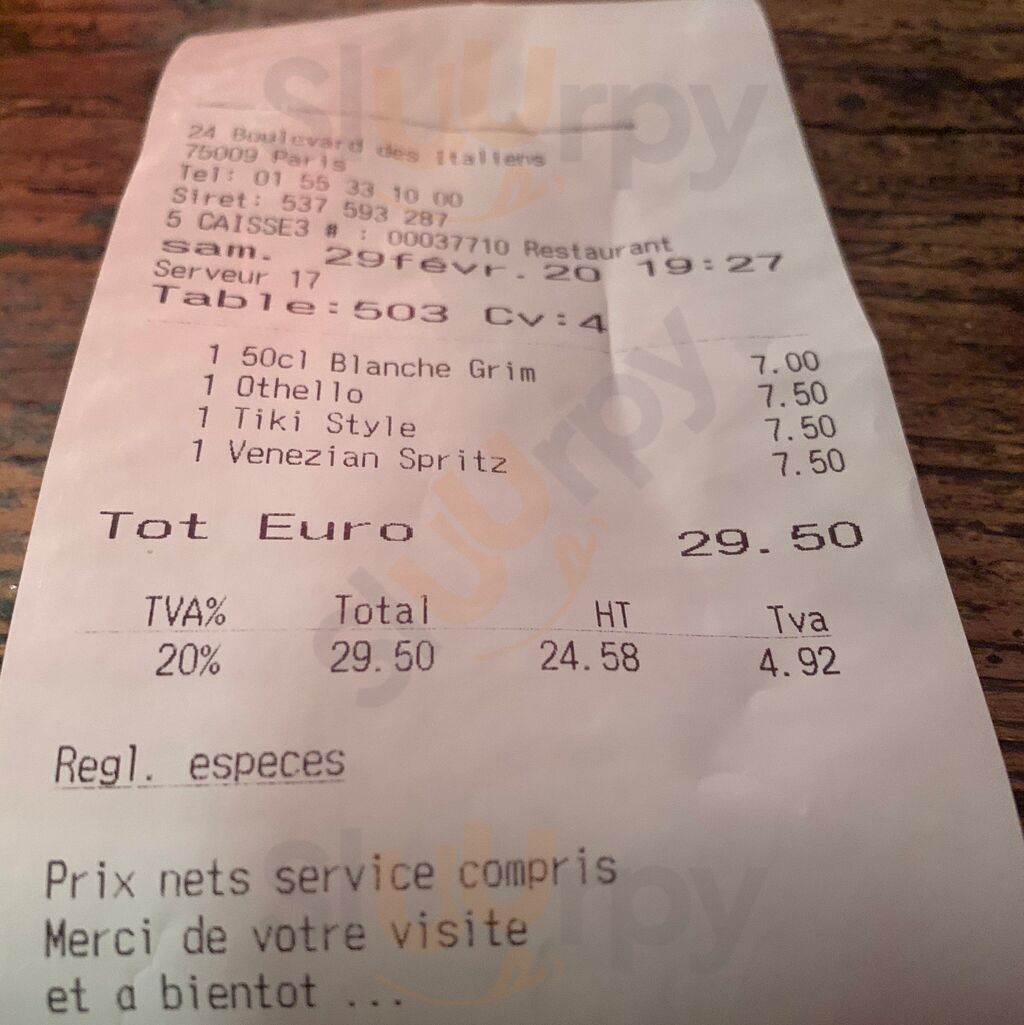 slurpy
24 Boulevard des Italiens
75009 Paris
Tel: 01 55 33 10 00
Siret: 537 593 287
5 CAISSE3 # : 00037710 Restaurant
sam. 29févr.20 19:27
Serveur 17
Table:503 Cv:4
1 50cl Blanche Grim 7.00
1 Othello 7.50
1 Tiki Style 7.50
1 Venezian Spritz 7.50
slurpy
Tot Euro 29.50
TVA% Total HT Tva
20% 29.50 24.58 4.92
Regl. especes
slurpy
Prix nets service compris
Merci de votre visite
et a bientot ...